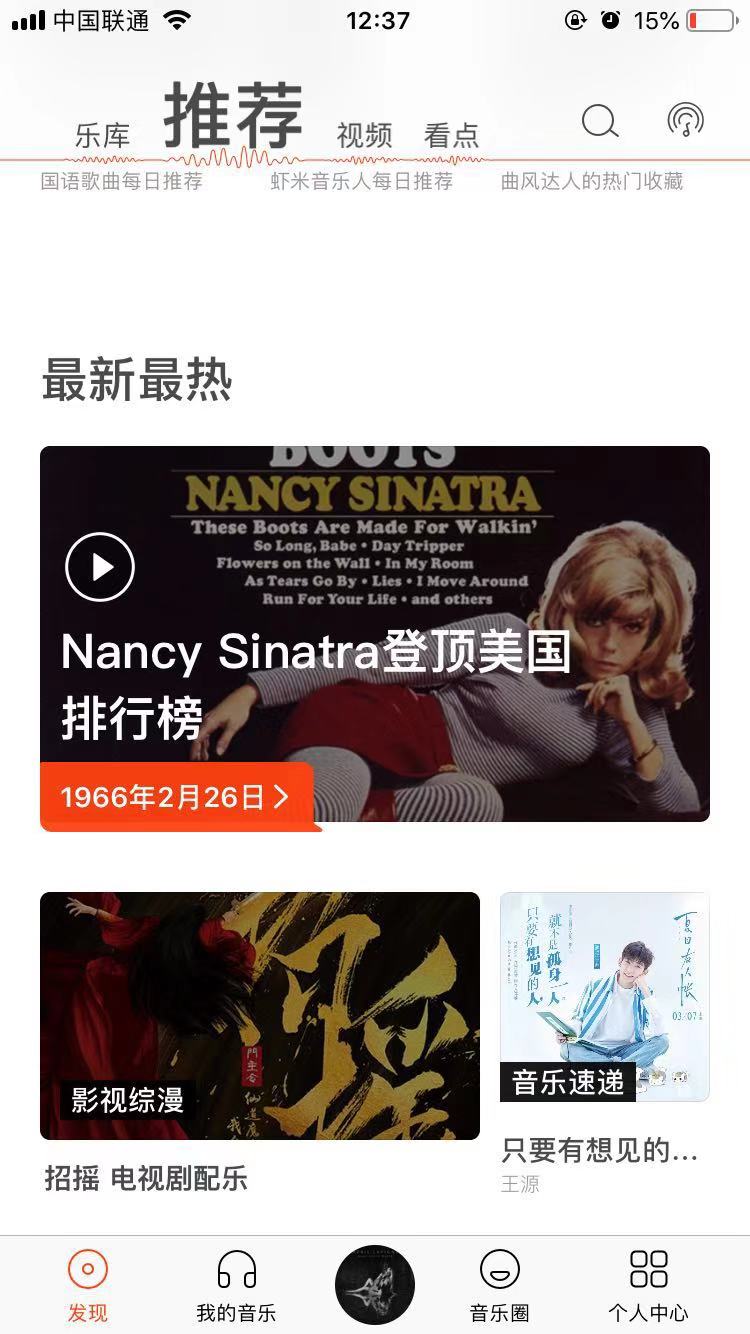 中国联通
12:37
15%
乐库
推荐
视频
看点
国语歌曲每日推荐
虾米音乐人每日推荐
曲风达人的热门收藏
最新最热
BOOTS
NANCY SINATRA
These Boots Are Made For Walkin'
So Long, Babe • Day Tripper
Flowers on the Wall • In My Room
As Tears Go By • Lies • I Move Around
Run For Your Life • and others
Nancy Sinatra登顶美国
排行榜
1966年2月26日
招摇
門主令
影视综漫
招摇 电视剧配乐
夏日友人帐
就不是孤身一人。
只要有想见的人,
03/07
音乐速递
只要有想见的...
王源
发现
我的音乐
音乐圈
个人中心